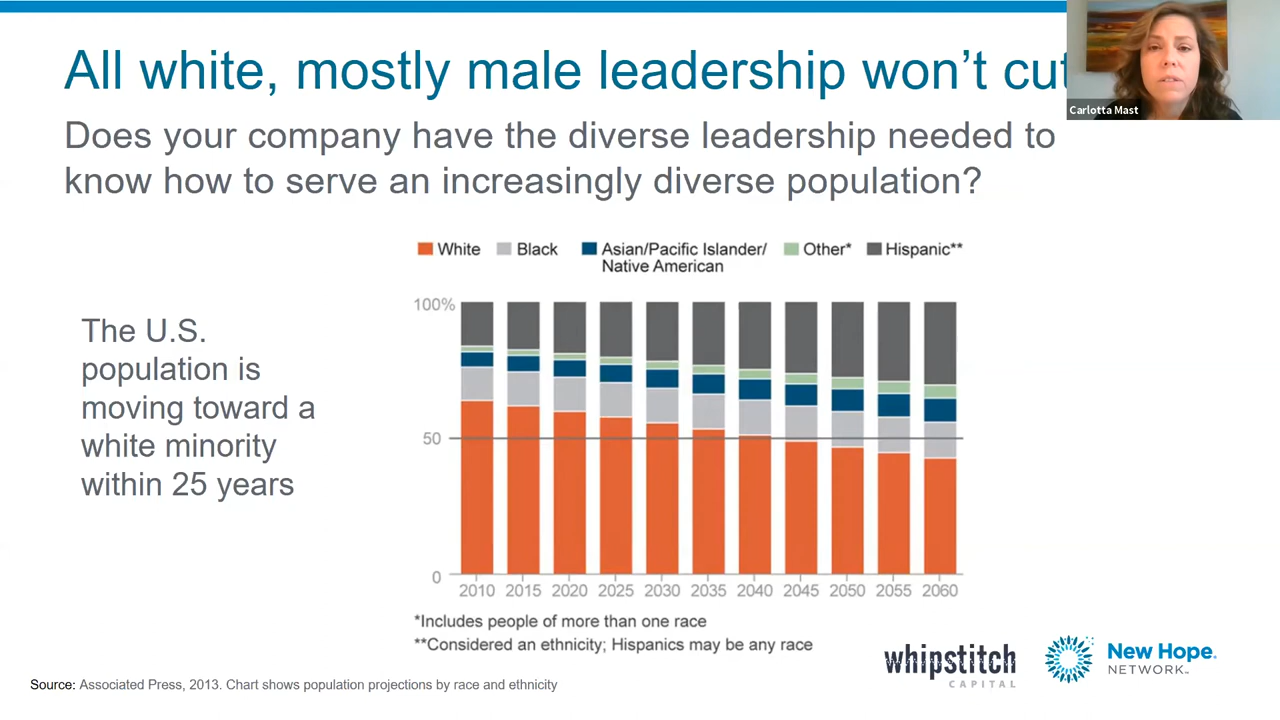 All white, mostly male leadership won't cut
Carlotta Mast
Does your company have the diverse leadership needed to
know how to serve an increasingly diverse population?
White Black Asian/Pacific Islander/ Other* Hispanic**
Native American
The U.S.
population is
moving toward a
white minority
within 25 years
100%
50
0
2010 2015 2020 2025 2030 2035 2040 2045 2050 2055 2060
*Includes people of more than one race
**Considered an ethnicity; Hispanics may be any race
whipstitch
CAPITAL
New Hope.
NETWORK™
Source: Associated Press, 2013. Chart shows population projections by race and ethnicity